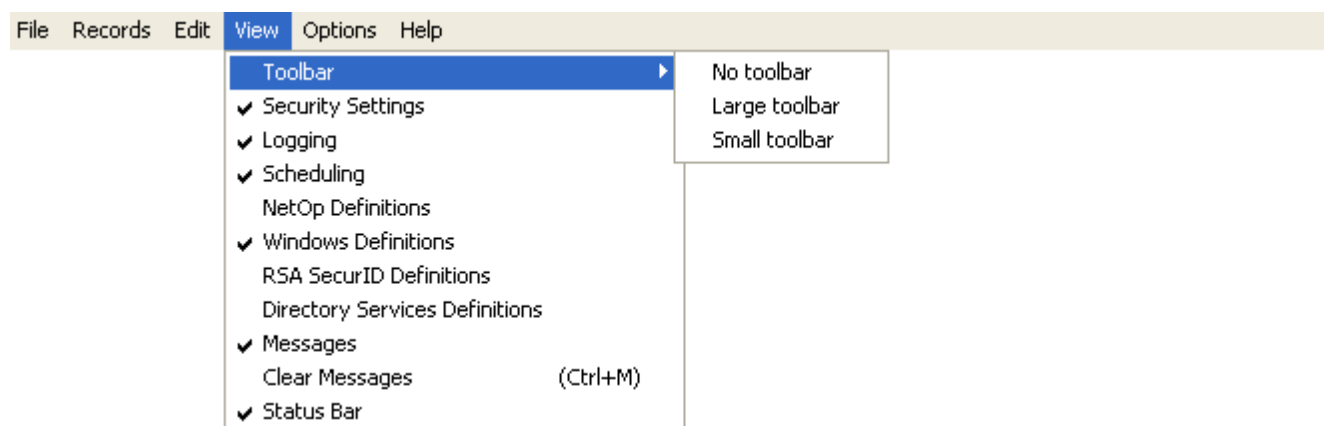 File Records Edit View Options Help
Toolbar No toolbar
Security Settings Large toolbar
Logging Small toolbar
Scheduling
NetOp Definitions
Windows Definitions
RSA SecurID Definitions
Directory Services Definitions
Messages
Clear Messages (Ctrl+M)
Status Bar